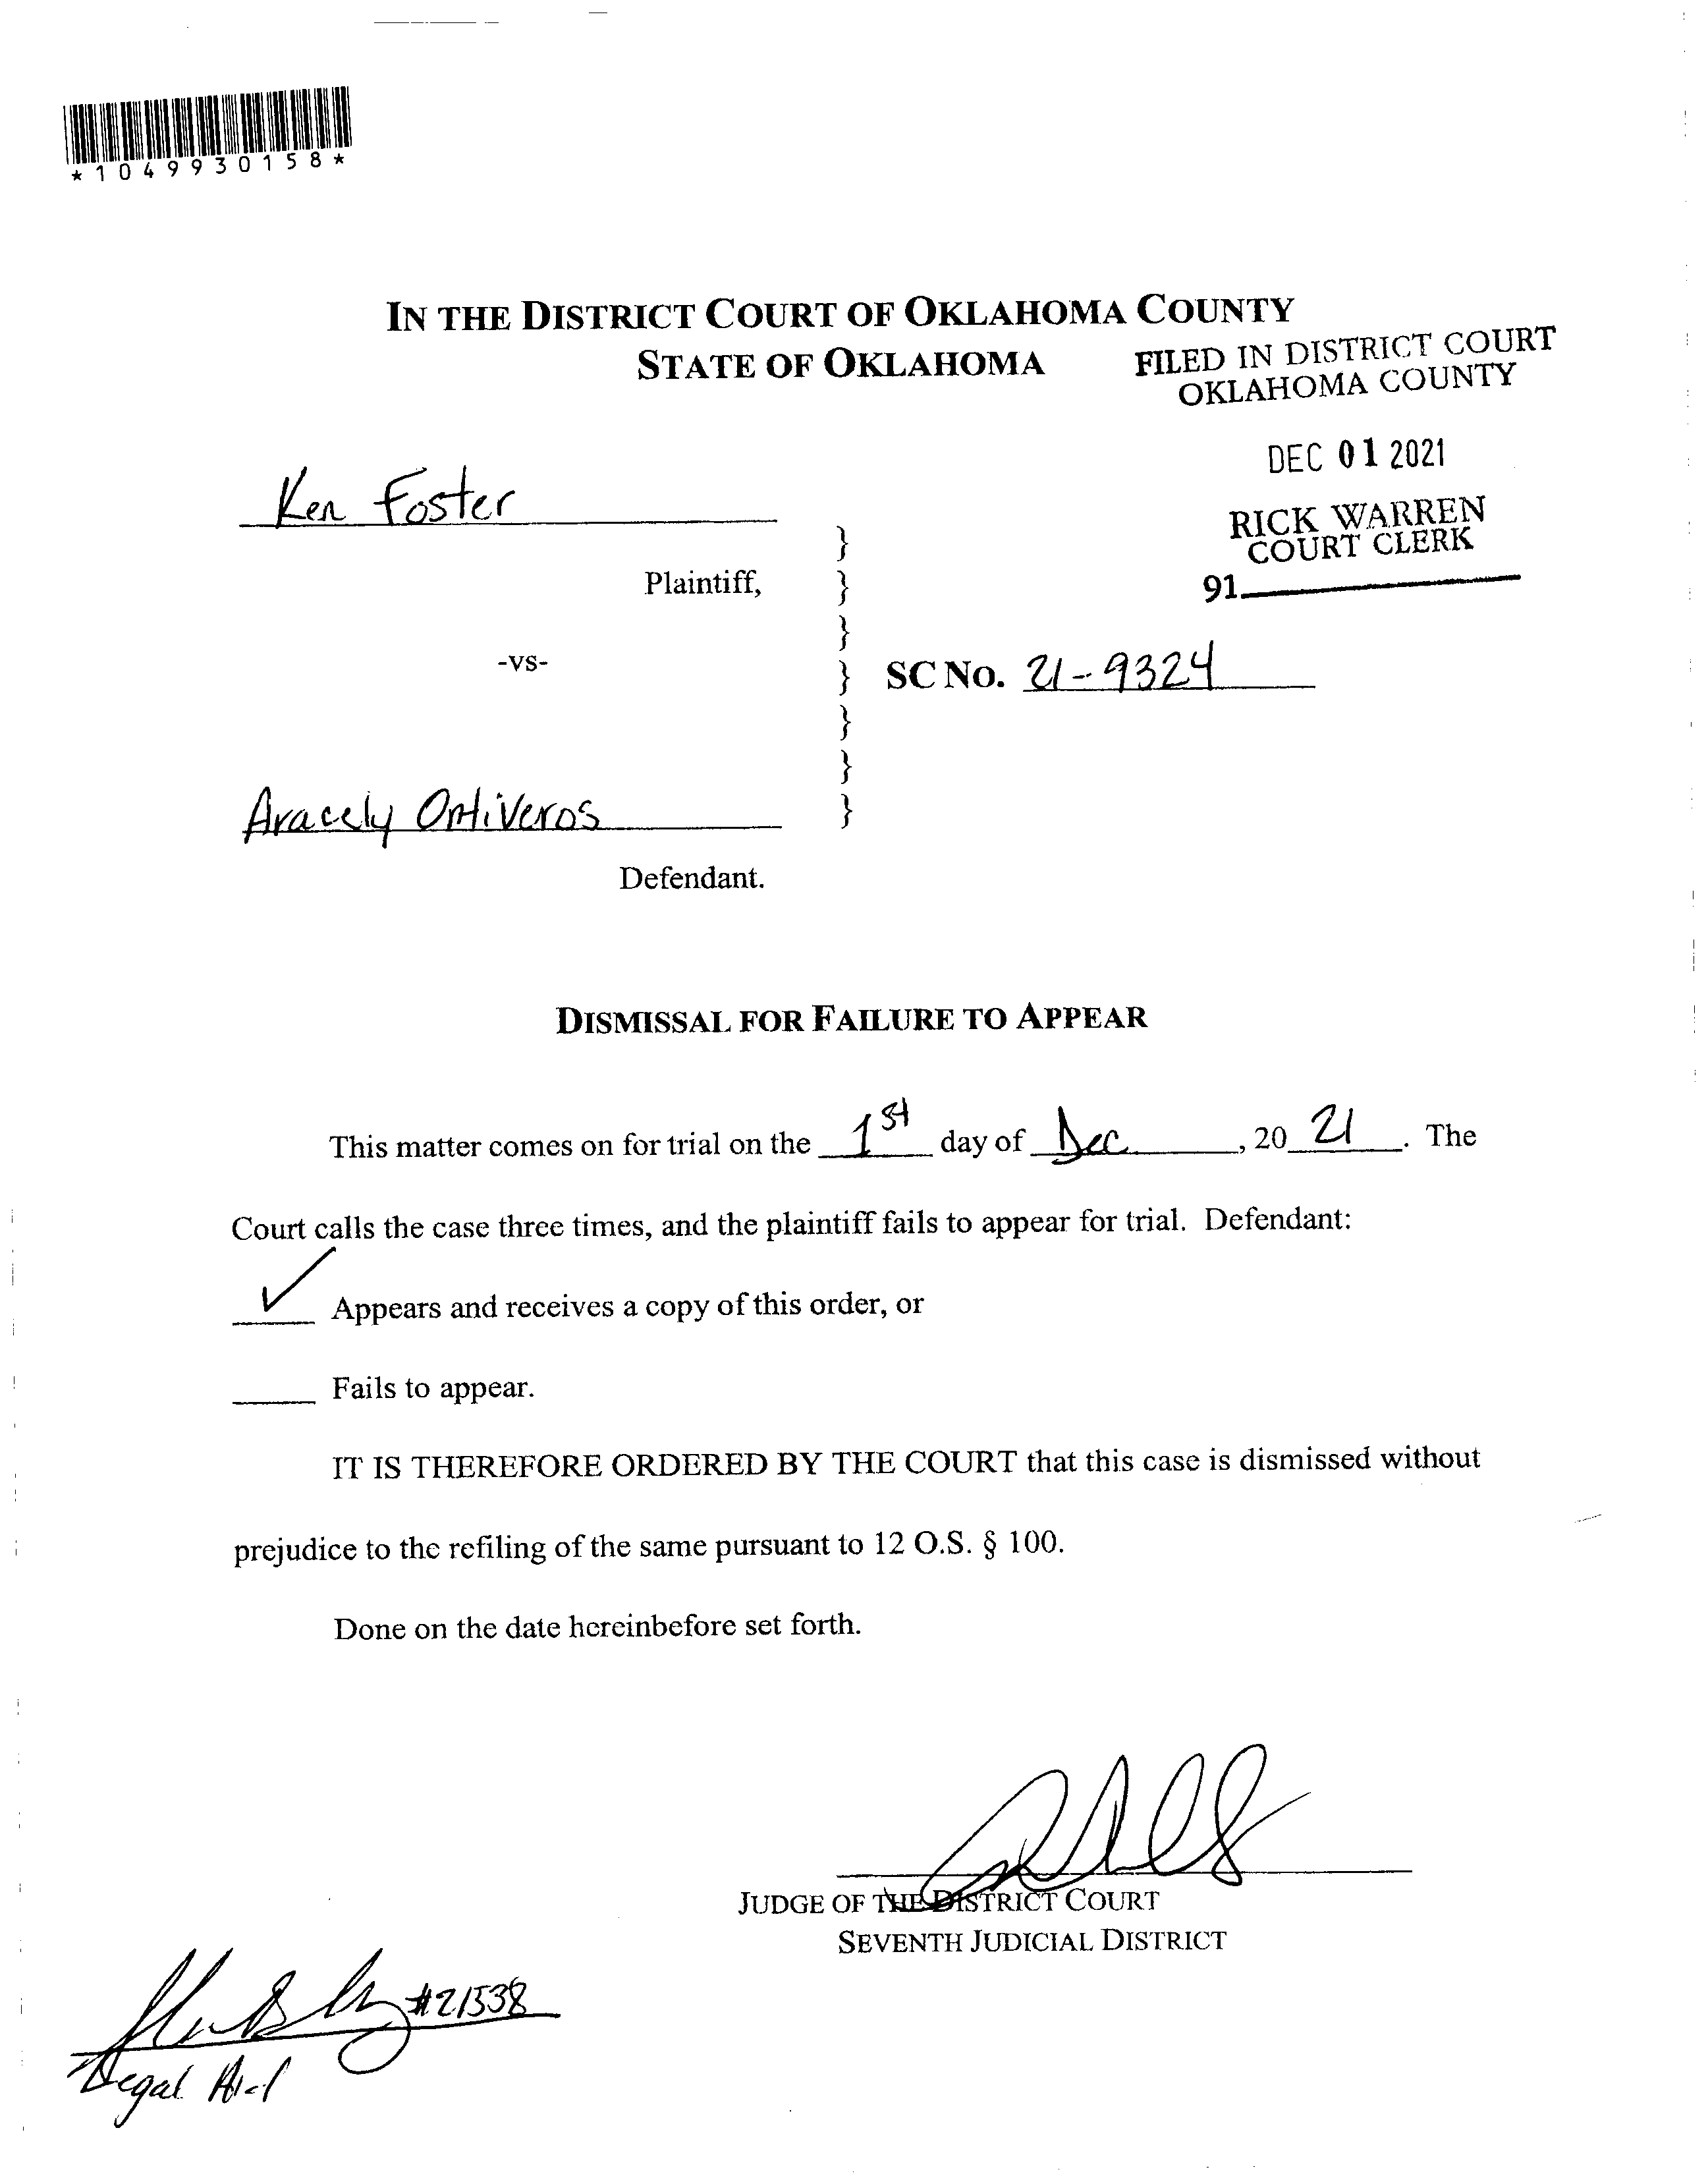 *1049930158*
IN THE DISTRICT COURT OF OKLAHOMA COUNTY
STATE OF OKLAHOMA
FILED IN DISTRICT COURT
OKLAHOMA COUNTY
DEC 01 2021
RICK WARREN
COURT CLERK
91
Ken Foster
}
Plaintiff, }
}
-vs- } SC No. 21-9324
}
}
Aracely Ontiveros }
Defendant.
DISMISSAL FOR FAILURE TO APPEAR
This matter comes on for trial on the 1st day of Dec, 20 21. The
Court calls the case three times, and the plaintiff fails to appear for trial. Defendant:
✓ Appears and receives a copy of this order, or
Fails to appear.
IT IS THEREFORE ORDERED BY THE COURT that this case is dismissed without
prejudice to the refiling of the same pursuant to 12 O.S. § 100.
Done on the date hereinbefore set forth.
JUDGE OF THE DISTRICT COURT
SEVENTH JUDICIAL DISTRICT
#21538
Legal Aid